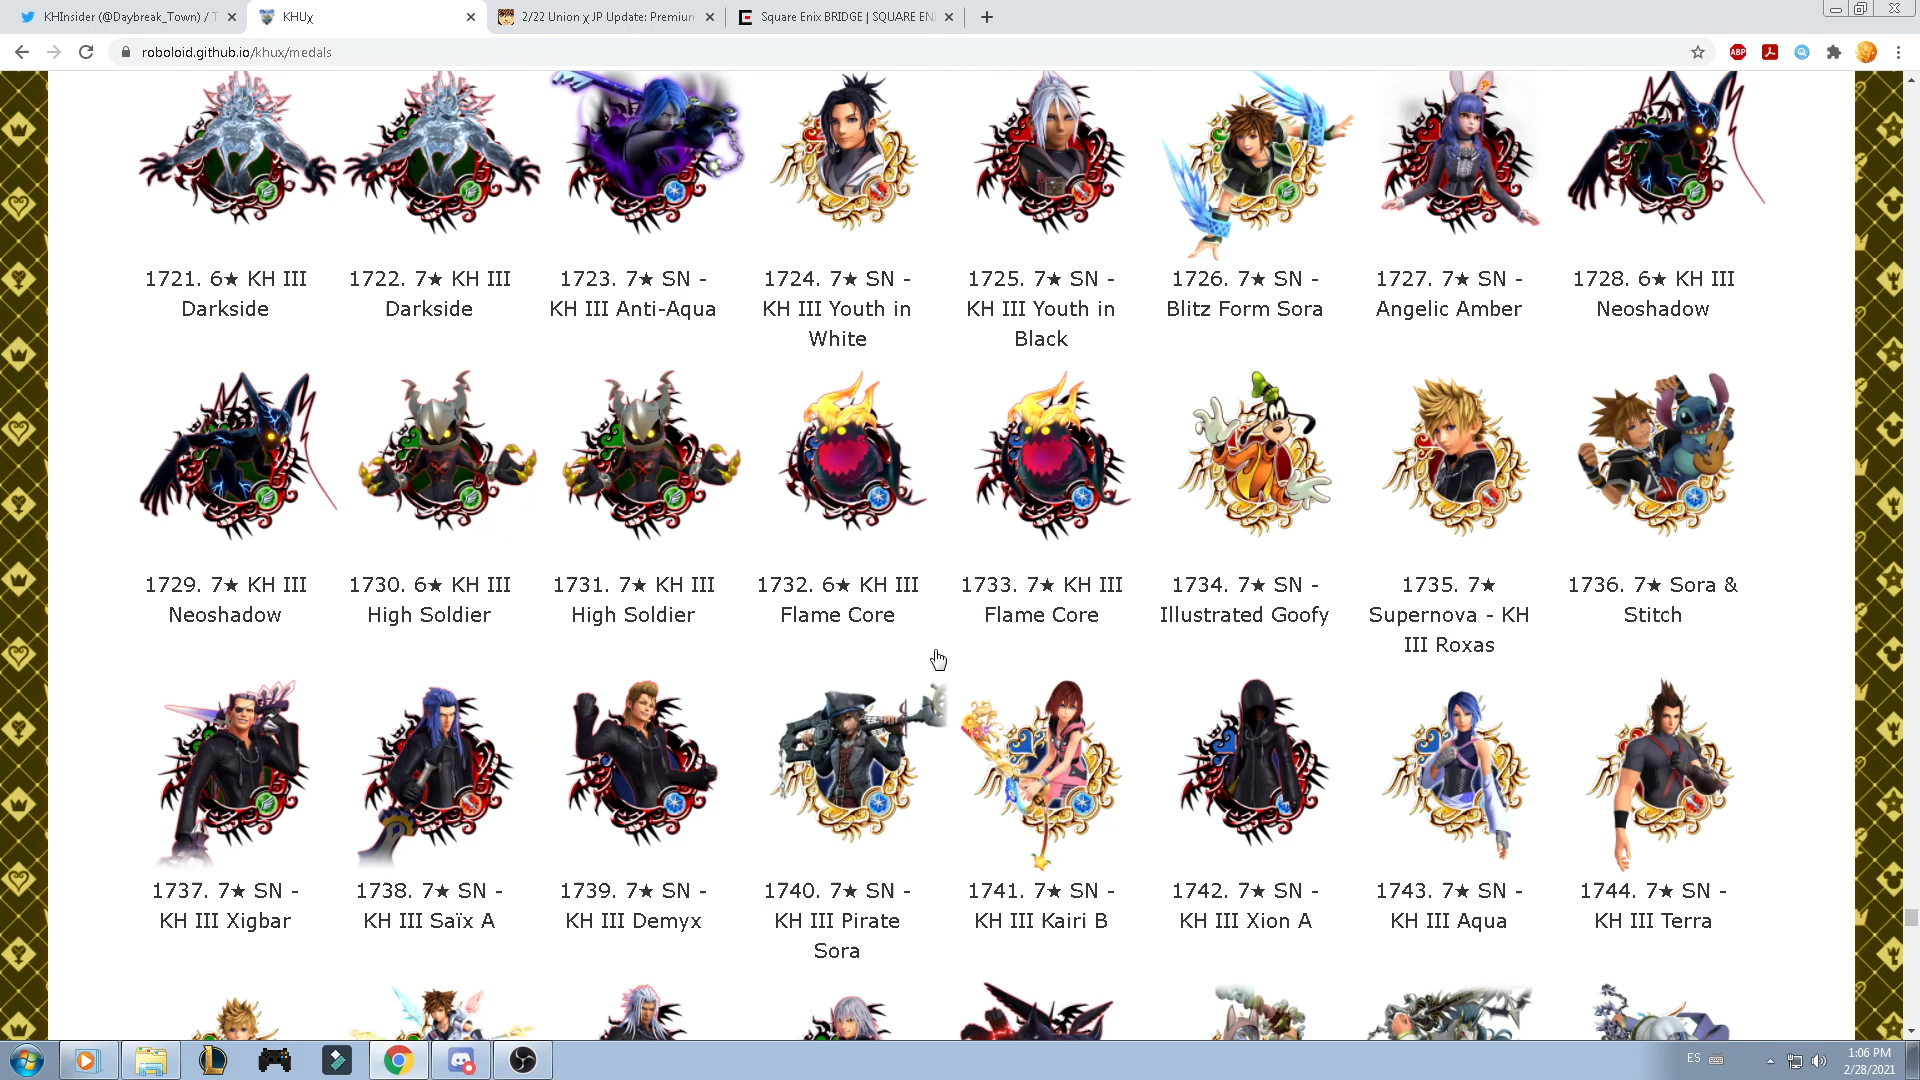 KHInsider (@Daybreak_Town) / T
KHUχ
2/22 Union χ JP Update: Premium
Square Enix BRIDGE | SQUARE EN
roboloid.github.io/khux/medals
ABP
1721. 6★ KH III Darkside
1722. 7★ KH III Darkside
1723. 7★ SN - KH III Anti-Aqua
1724. 7★ SN - KH III Youth in White
1725. 7★ SN - KH III Youth in Black
1726. 7★ SN - Blitz Form Sora
1727. 7★ SN - Angelic Amber
1728. 6★ KH III Neoshadow
1729. 7★ KH III Neoshadow
1730. 6★ KH III High Soldier
1731. 7★ KH III High Soldier
1732. 6★ KH III Flame Core
1733. 7★ KH III Flame Core
1734. 7★ SN - Illustrated Goofy
1735. 7★ Supernova - KH III Roxas
1736. 7★ Sora & Stitch
1737. 7★ SN - KH III Xigbar
1738. 7★ SN - KH III Saïx A
1739. 7★ SN - KH III Demyx
1740. 7★ SN - KH III Pirate Sora
1741. 7★ SN - KH III Kairi B
1742. 7★ SN - KH III Xion A
1743. 7★ SN - KH III Aqua
1744. 7★ SN - KH III Terra
ES
1:06 PM
2/28/2021